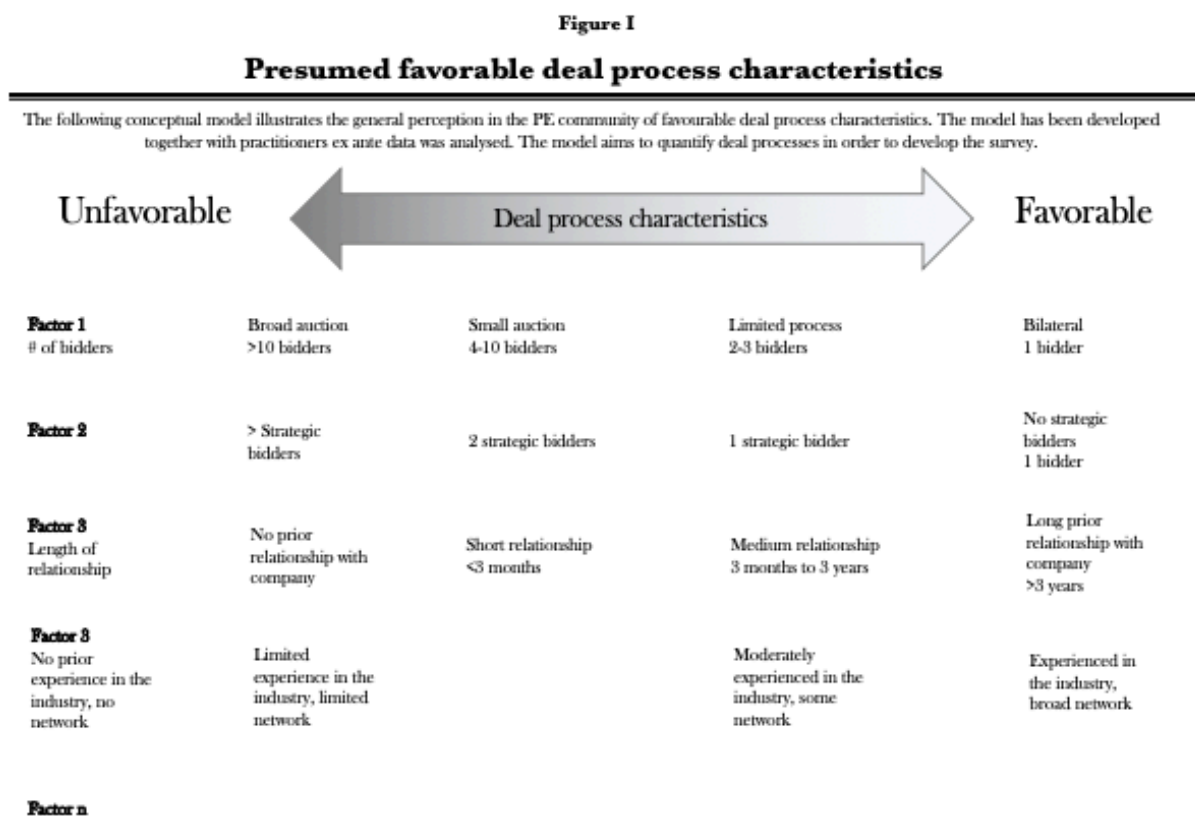 Figure I
Presumed favorable deal process characteristics
The following conceptual model illustrates the general perception in the PE community of favourable deal process characteristics. The model has been developed
together with practitioners ex ante data was analysed. The model aims to quantify deal processes in order to develop the survey.
Unfavorable
Deal process characteristics
Favorable
Factor 1
# of bidders
Broad auction
>10 bidders
Small auction
4-10 bidders
Limited process
2-3 bidders
Bilateral
1 bidder
Factor 2
> Strategic
bidders
2 strategic bidders
1 strategic bidder
No strategic
bidders
1 bidder
Factor 3
Length of
relationship
No prior
relationship with
company
Short relationship
<3 months
Medium relationship
3 months to 3 years
Long prior
relationship with
company
>3 years
Factor 3
No prior
experience in the
industry, no
network
Limited
experience in the
industry, limited
network
Moderately
experienced in the
industry, some
network
Experienced in
the industry,
broad network
Factor n